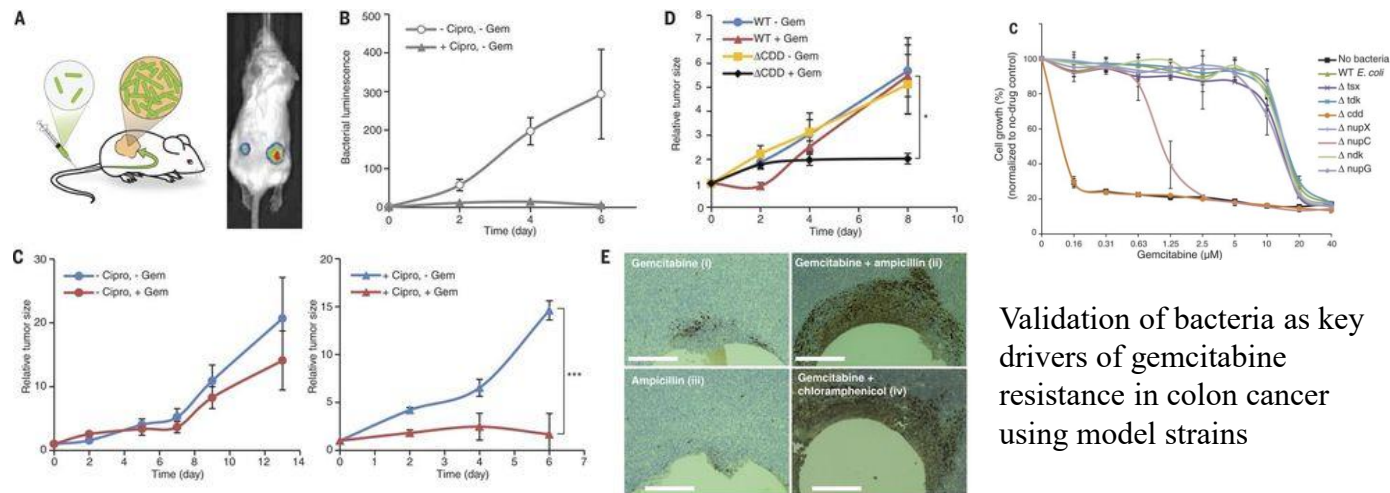 A
B
Bacterial luminescence
500
400
300
200
100
0
- Cipro, - Gem
+ Cipro, - Gem
0 2 4 6
Time (day)
D
Relative tumor size
8
7
6
5
4
3
2
1
0
WT - Gem
WT + Gem
ΔCDD - Gem
ΔCDD + Gem
*
0 2 4 6 8 10
Time (day)
C
Cell growth (%)
(normalized to no-drug control)
120
100
80
60
40
20
0
0 0.16 0.31 0.63 1.25 2.5 5 10 20 40
Gemcitabine (µM)
No bacteria
WT E. coli
Δ tsx
Δ tdk
Δ cdd
Δ nupX
Δ nupC
Δ ndk
Δ nupG
C
Relative tumor size
30
20
10
0
- Cipro, - Gem
- Cipro, + Gem
0 2 4 6 8 10 12 14
Time (day)
Relative tumor size
20
15
10
5
0
+ Cipro, - Gem
+ Cipro, + Gem
***
0 1 2 3 4 5 6 7
Time (day)
E
Gemcitabine (i)
Gemcitabine + ampicillin (ii)
Ampicillin (iii)
Gemcitabine +
chloramphenicol (iv)
Validation of bacteria as key
drivers of gemcitabine
resistance in colon cancer
using model strains